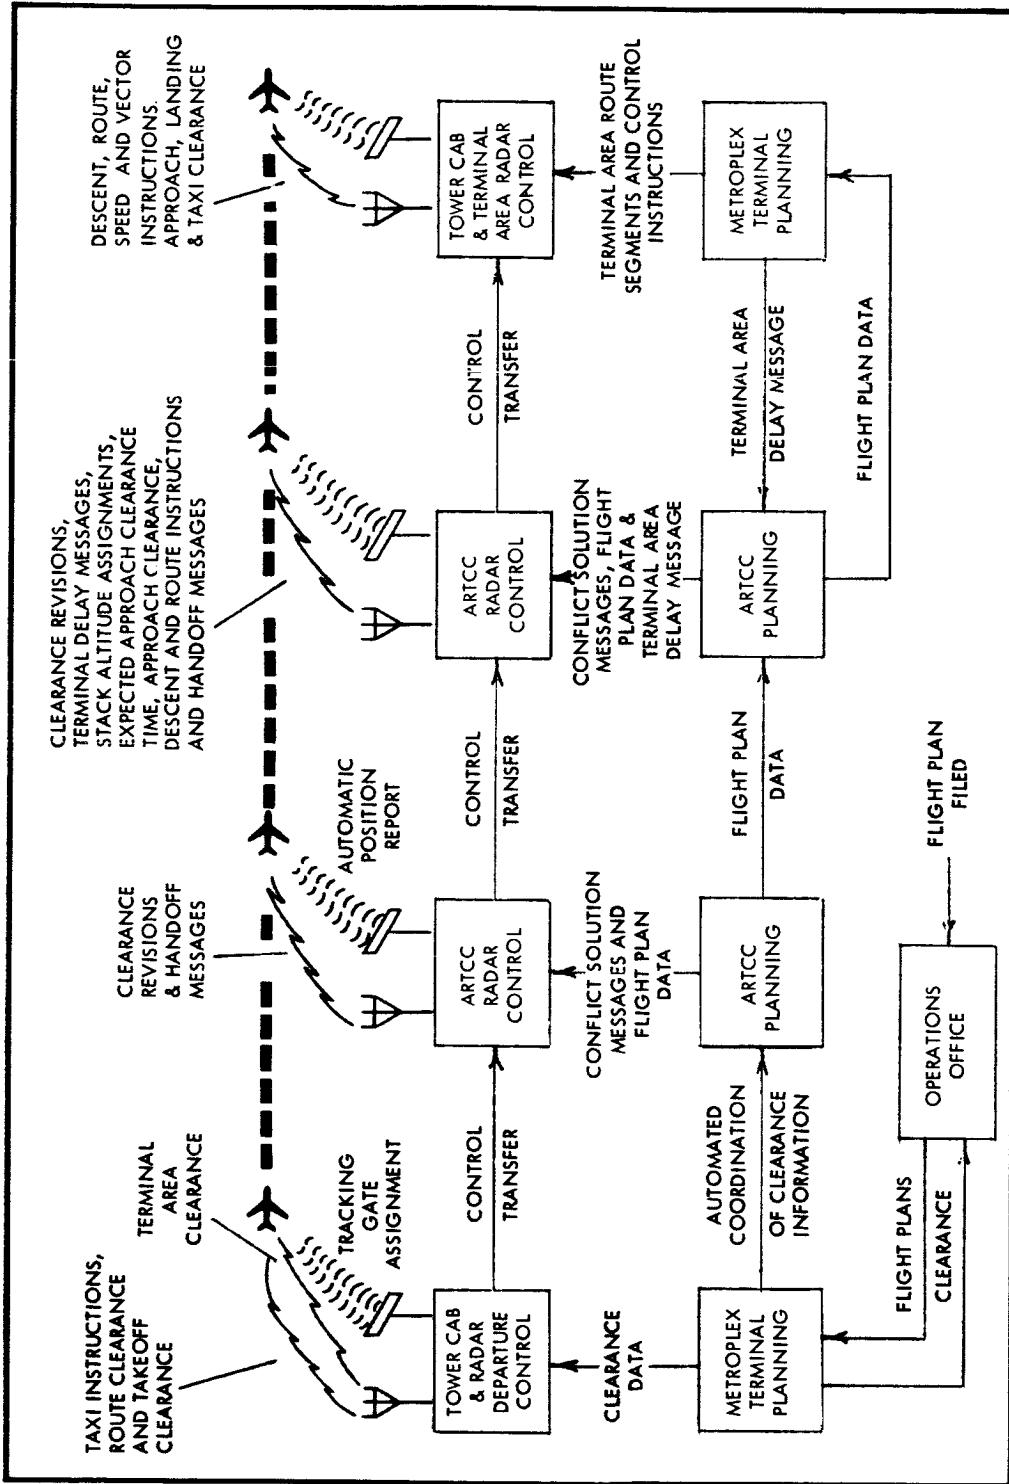 TAXI INSTRUCTIONS,
ROUTE CLEARANCE
AND TAKEOFF
CLEARANCE
TERMINAL
AREA
CLEARANCE
TRACKING
GATE
ASSIGNMENT
CLEARANCE
REVISIONS
& HANDOFF
MESSAGES
AUTOMATIC
POSITION
REPORT
CLEARANCE REVISIONS,
TERMINAL DELAY MESSAGES,
STACK ALTITUDE ASSIGNMENTS,
EXPECTED APPROACH CLEARANCE
TIME, APPROACH CLEARANCE,
DESCENT AND ROUTE INSTRUCTIONS
AND HANDOFF MESSAGES
DESCENT, ROUTE,
SPEED AND VECTOR
INSTRUCTIONS.
APPROACH, LANDING
& TAXI CLEARANCE
TOWER CAB
& RADAR
DEPARTURE
CONTROL
CONTROL
TRANSFER
ARTCC
RADAR
CONTROL
CONTROL
TRANSFER
ARTCC
RADAR
CONTROL
CONTROL
TRANSFER
TOWER CAB
& TERMINAL
AREA RADAR
CONTROL
CLEARANCE
DATA
CONFLICT SOLUTION
MESSAGES AND
FLIGHT PLAN
DATA
CONFLICT SOLUTION
MESSAGES, FLIGHT
PLAN DATA &
TERMINAL AREA
DELAY MESSAGE
TERMINAL AREA ROUTE
SEGMENTS AND CONTROL
INSTRUCTIONS
METROPLEX
TERMINAL
PLANNING
AUTOMATED
COORDINATION
OF CLEARANCE
INFORMATION
ARTCC
PLANNING
FLIGHT PLAN
DATA
ARTCC
PLANNING
TERMINAL AREA
DELAY MESSAGE
METROPLEX
TERMINAL
PLANNING
FLIGHT PLAN DATA
FLIGHT PLANS
CLEARANCE
OPERATIONS
OFFICE
FLIGHT PLAN
FILED